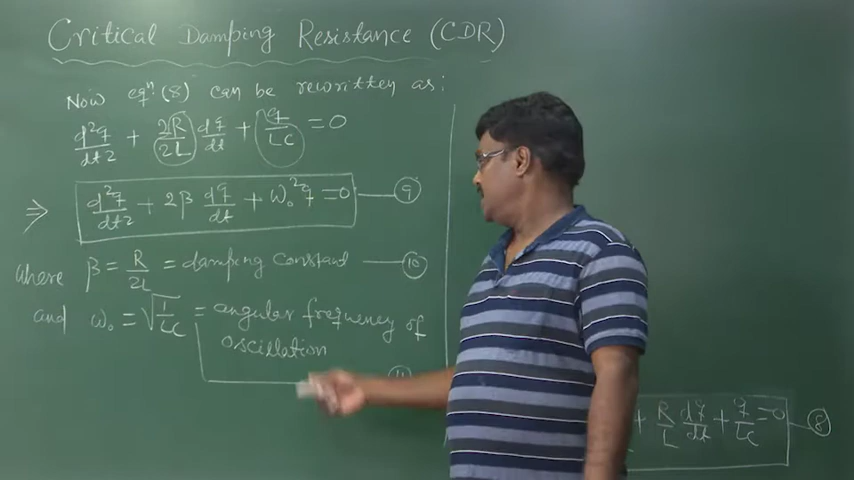 Critical Damping Resistance (CDR)
Now eqⁿ (8) can be rewritten as:
d²q/dt² + 2R/2L dq/dt + q/LC = 0
⇒ d²q/dt² + 2β dq/dt + ω₀²q = 0 — (9)
where β = R/2L = damping constant — (10)
and ω₀ = √(1/LC) = angular frequency of
oscillation
(11)
+ R/L dq/dt + q/LC = 0 — (8)